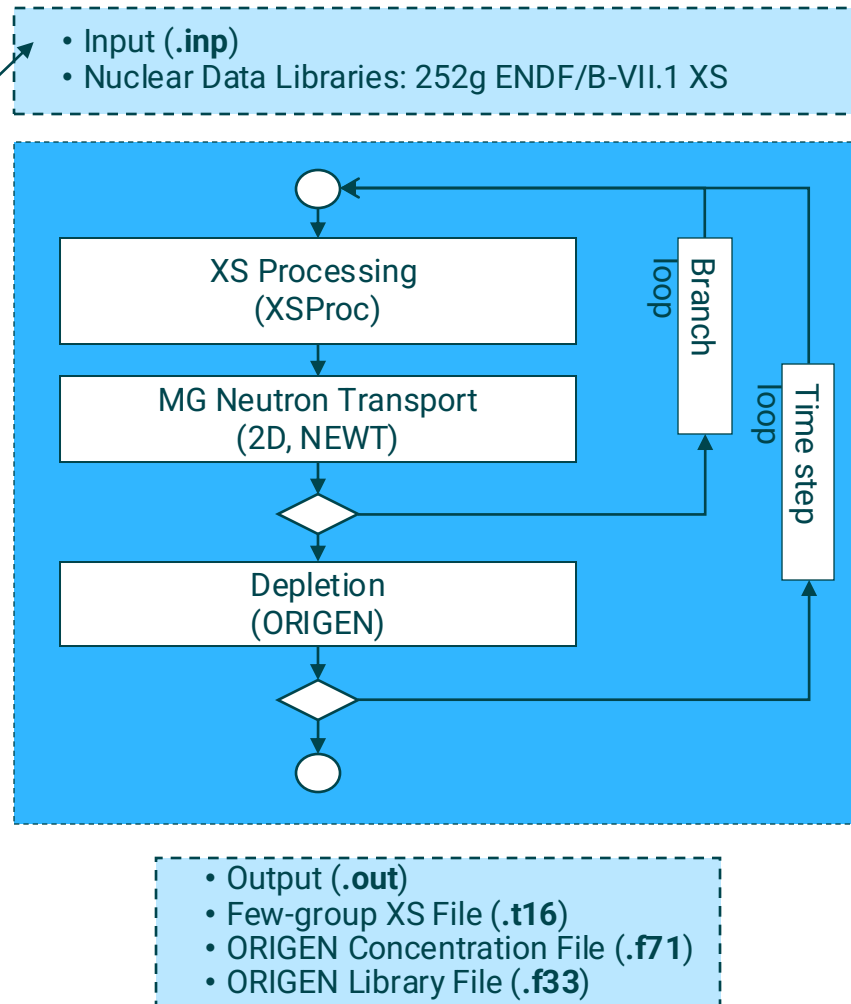 • Input (.inp)
• Nuclear Data Libraries: 252g ENDF/B-VII.1 XS
XS Processing
(XSProc)
Branch
loop
MG Neutron Transport
(2D, NEWT)
Time step
loop
Depletion
(ORIGEN)
• Output (.out)
• Few-group XS File (.t16)
• ORIGEN Concentration File (.f71)
• ORIGEN Library File (.f33)